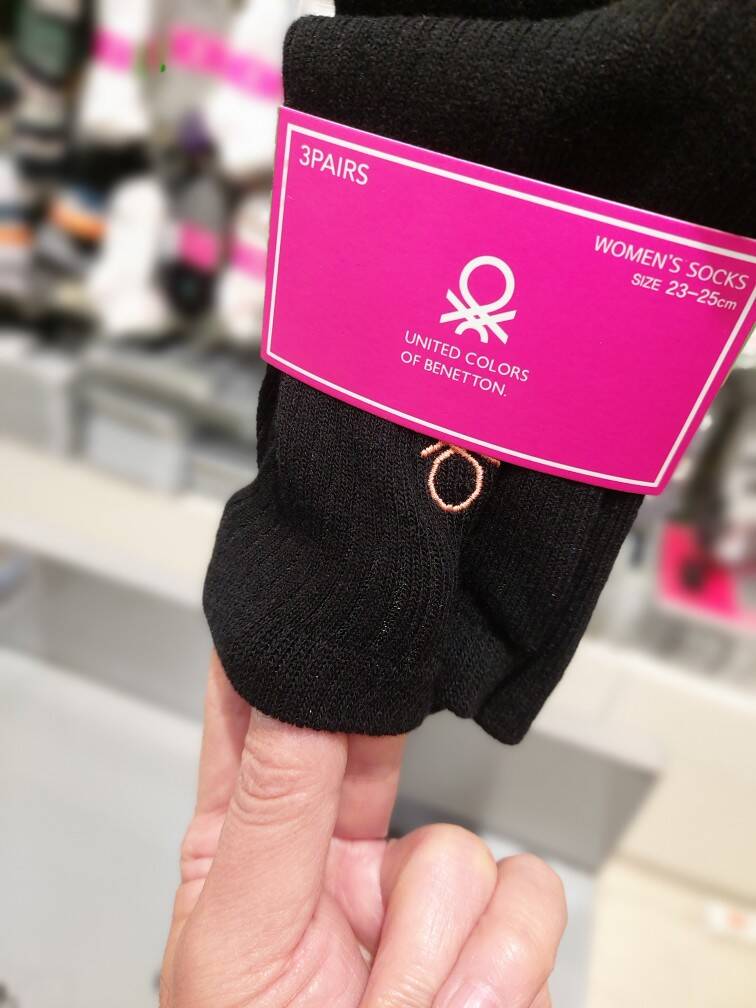 3PAIRS
WOMEN'S SOCKS
SIZE 23-25cm
UNITED COLORS
OF BENETTON.